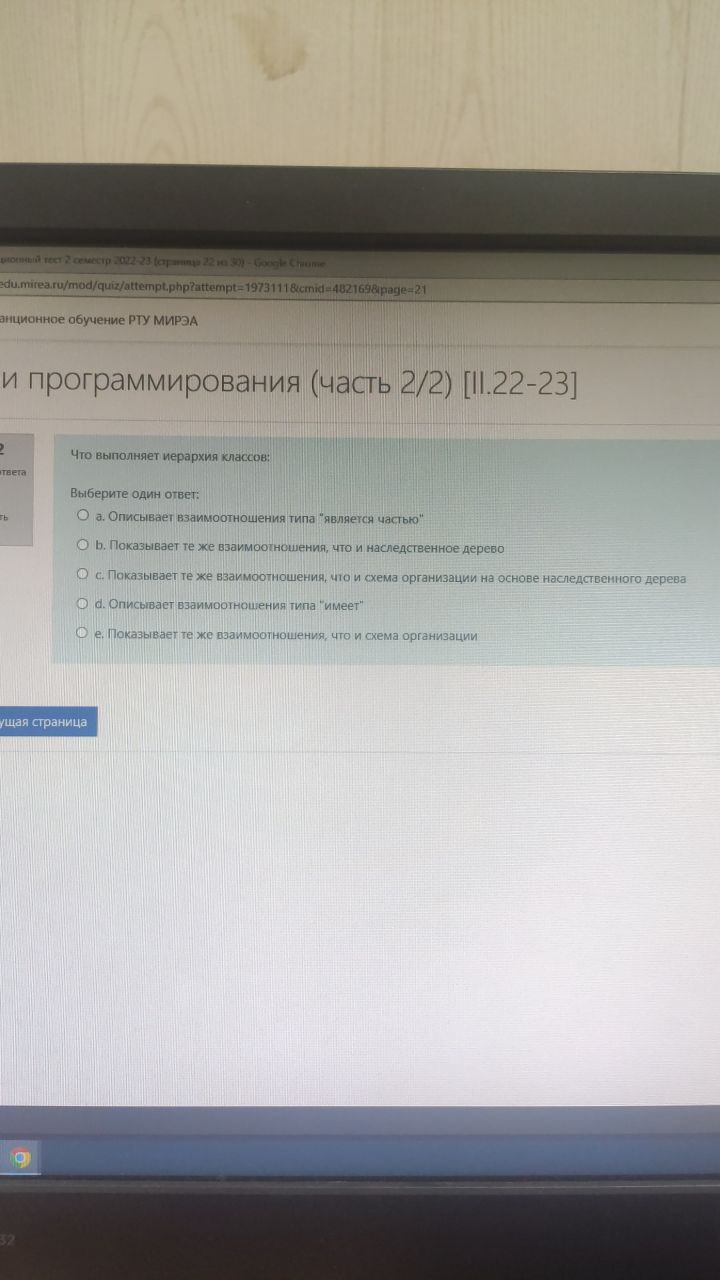 ционный тест 2 семестр 2022-23 (страница 22 из 30) - Google Chrome
edu.mirea.ru/mod/quiz/attempt.php?attempt=1973111&cmid=482169&page=21
анционное обучение РТУ МИРЭА
и программирования (часть 2/2) [II.22-23]
2
твета
ть
Что выполняет иерархия классов:
Выберите один ответ:
a. Описывает взаимоотношения типа "является частью"
b. Показывает те же взаимоотношения, что и наследственное дерево
c. Показывает те же взаимоотношения, что и схема организации на основе наследственного дерева
d. Описывает взаимоотношения типа "имеет"
e. Показывает те же взаимоотношения, что и схема организации
ущая страница
32